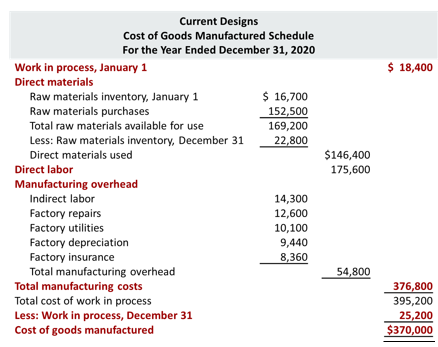 Current Designs
Cost of Goods Manufactured Schedule
For the Year Ended December 31, 2020
Work in process, January 1 $ 18,400
Direct materials
Raw materials inventory, January 1 $ 16,700
Raw materials purchases 152,500
Total raw materials available for use 169,200
Less: Raw materials inventory, December 31 22,800
Direct materials used $146,400
Direct labor 175,600
Manufacturing overhead
Indirect labor 14,300
Factory repairs 12,600
Factory utilities 10,100
Factory depreciation 9,440
Factory insurance 8,360
Total manufacturing overhead 54,800
Total manufacturing costs 376,800
Total cost of work in process 395,200
Less: Work in process, December 31 25,200
Cost of goods manufactured $370,000